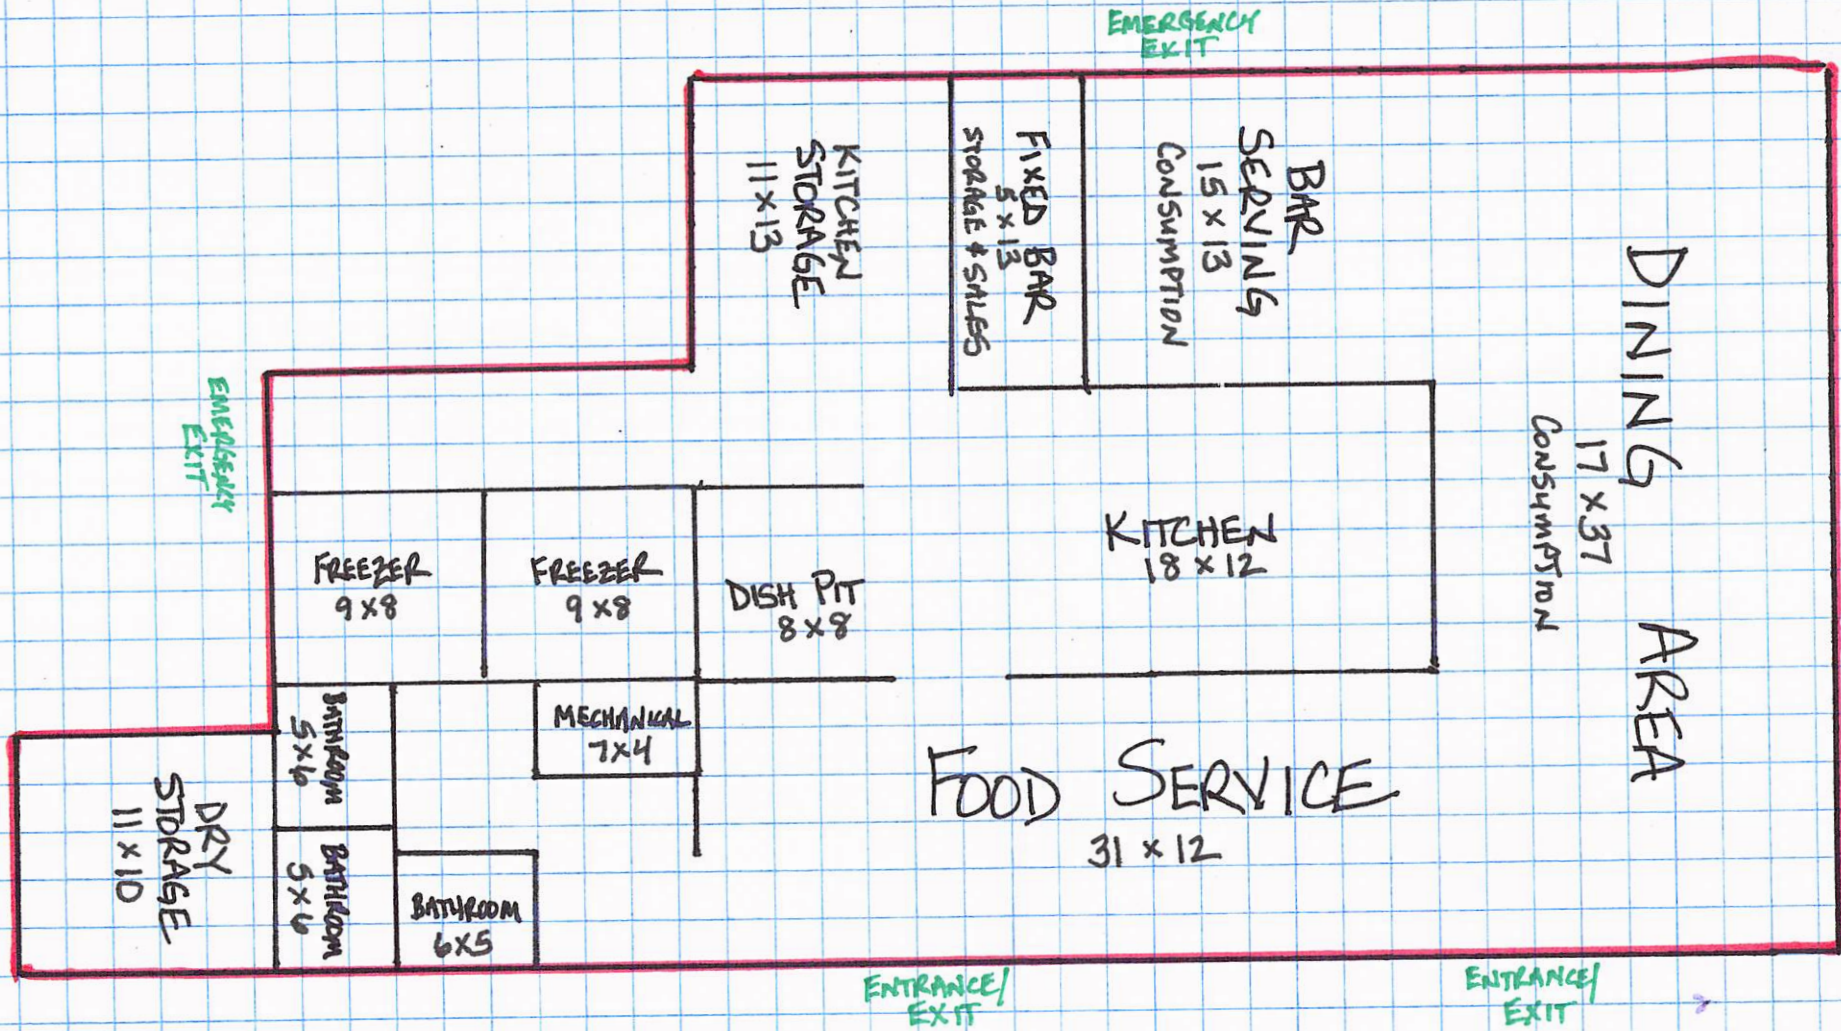 EMERGENCY
EXIT
KITCHEN
STORAGE
11 x 13
FIXED BAR
5 x 13
STORAGE & SALES
BAR
SERVING
15 x 13
CONSUMPTION
DINING AREA
17 x 37
CONSUMPTION
EMERGENCY
EXIT
FREEZER
9 x 8
FREEZER
9 x 8
DISH PIT
8 x 8
KITCHEN
18 x 12
BATHROOM
5 x 6
MECHANICAL
7 x 4
FOOD SERVICE
31 x 12
DRY
STORAGE
11 x 10
BATHROOM
5 x 6
BATHROOM
6 x 5
ENTRANCE/
EXIT
ENTRANCE/
EXIT